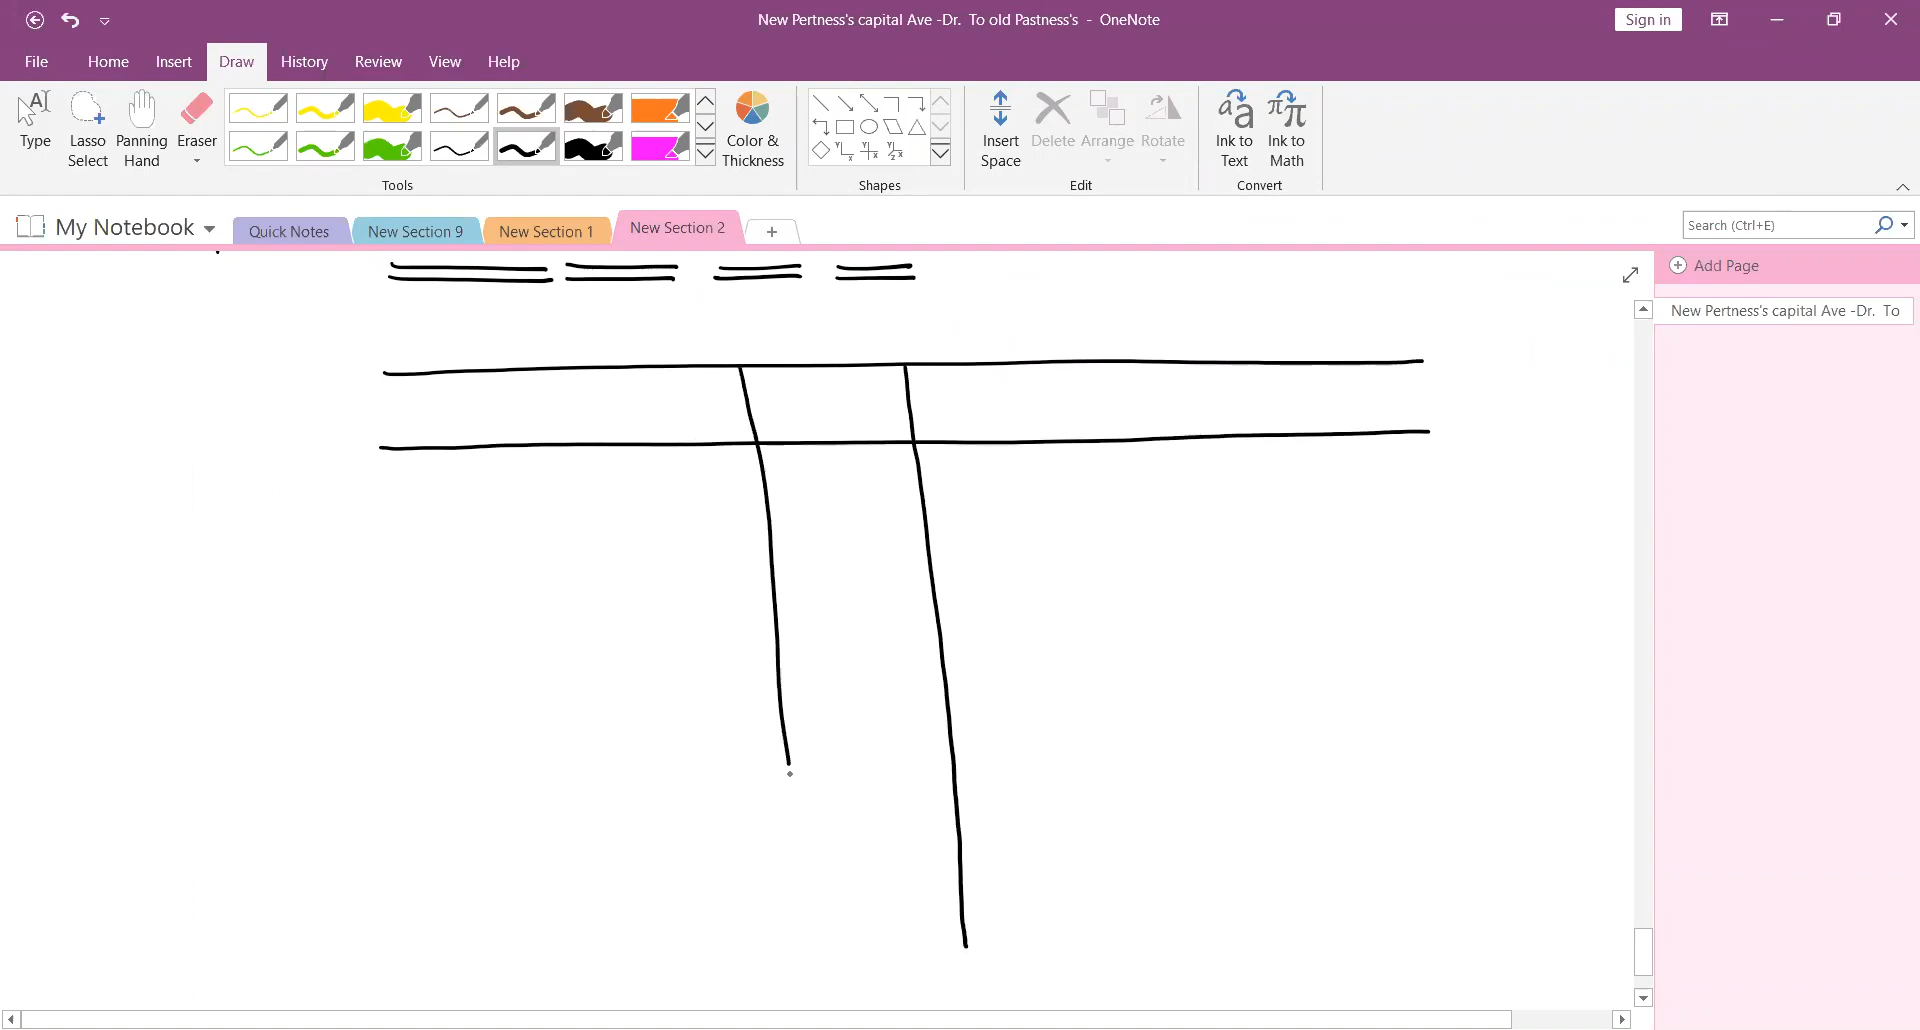 New Pertness's capital Ave -Dr.  To old Pastness's  -  OneNote
Sign in
File Home Insert Draw History Review View Help
Type
Lasso Select
Panning Hand
Eraser
Color & Thickness
Insert Space
Delete
Arrange
Rotate
Ink to Text
Ink to Math
Tools
Shapes
Edit
Convert
My Notebook
Quick Notes
New Section 9
New Section 1
New Section 2
Search (Ctrl+E)
Add Page
New Pertness's capital Ave -Dr.  To